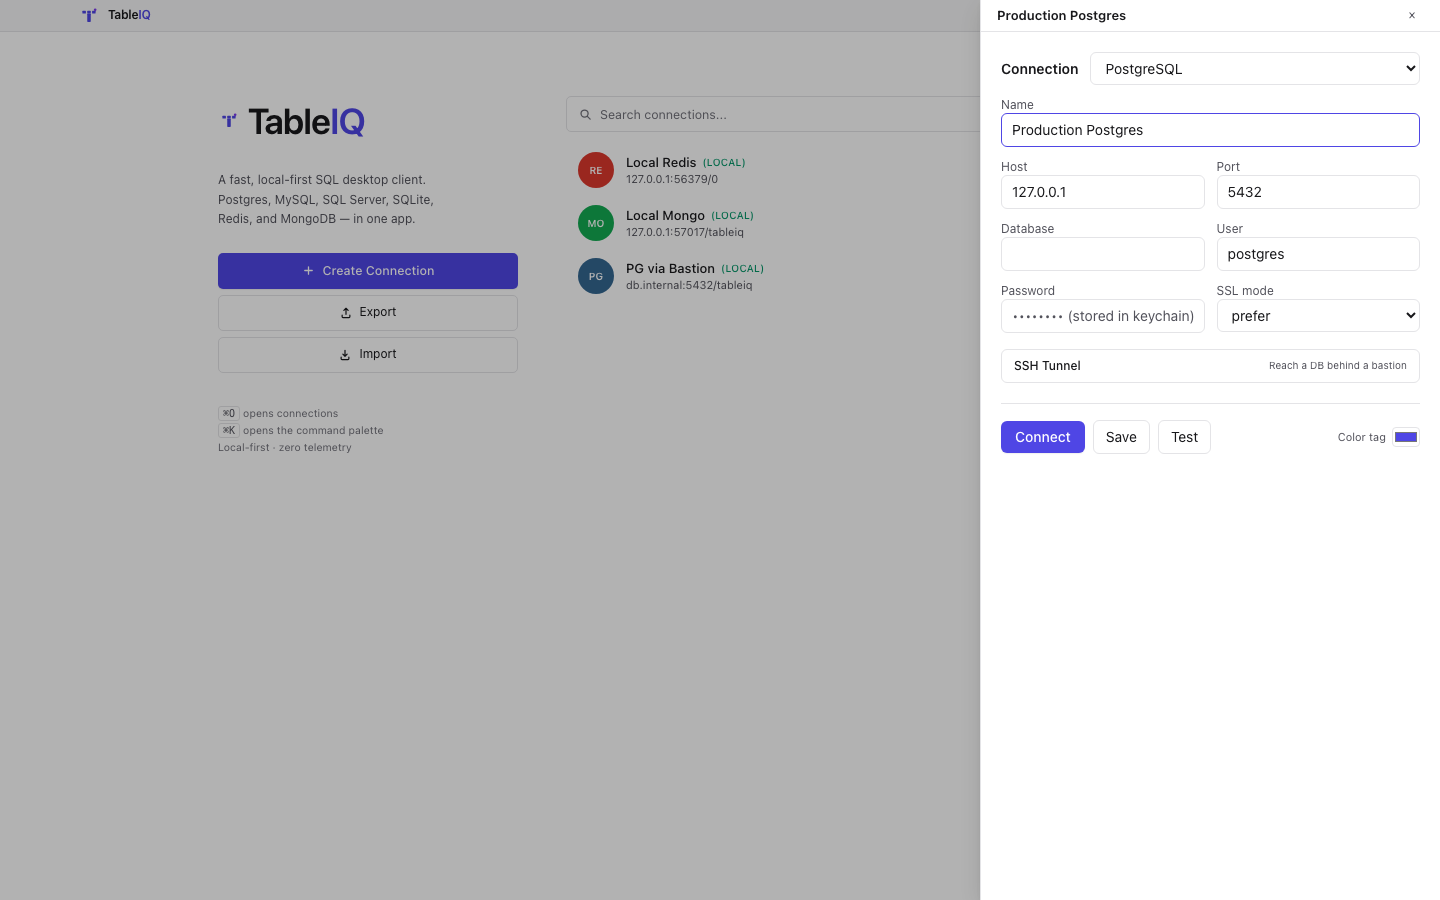 TableIQ
TableIQ
A fast, local-first SQL desktop client.
Postgres, MySQL, SQL Server, SQLite,
Redis, and MongoDB — in one app.
+ Create Connection
Export
Import
⌘O opens connections
⌘K opens the command palette
Local-first · zero telemetry
Search connections...
RE
Local Redis (LOCAL)
127.0.0.1:56379/0
MO
Local Mongo (LOCAL)
127.0.0.1:57017/tableiq
PG
PG via Bastion (LOCAL)
db.internal:5432/tableiq
Production Postgres
×
Connection PostgreSQL
Name
Production Postgres
Host Port
127.0.0.1 5432
Database User
postgres
Password SSL mode
•••••••• (stored in keychain) prefer
SSH Tunnel Reach a DB behind a bastion
Connect Save Test Color tag